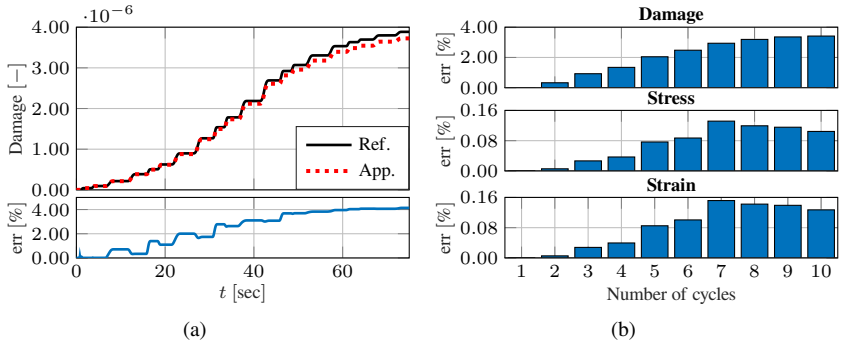 ·10⁻⁶
4.00
3.00
2.00
1.00
0.00
Damage [−]
Ref.
App.
4.00
2.00
0.00
err [%]
0 20 40 60
t [sec]
(a)
Damage
4.00
2.00
0.00
err [%]
Stress
0.16
0.08
0.00
err [%]
Strain
0.16
0.08
0.00
err [%]
1 2 3 4 5 6 7 8 9 10
Number of cycles
(b)